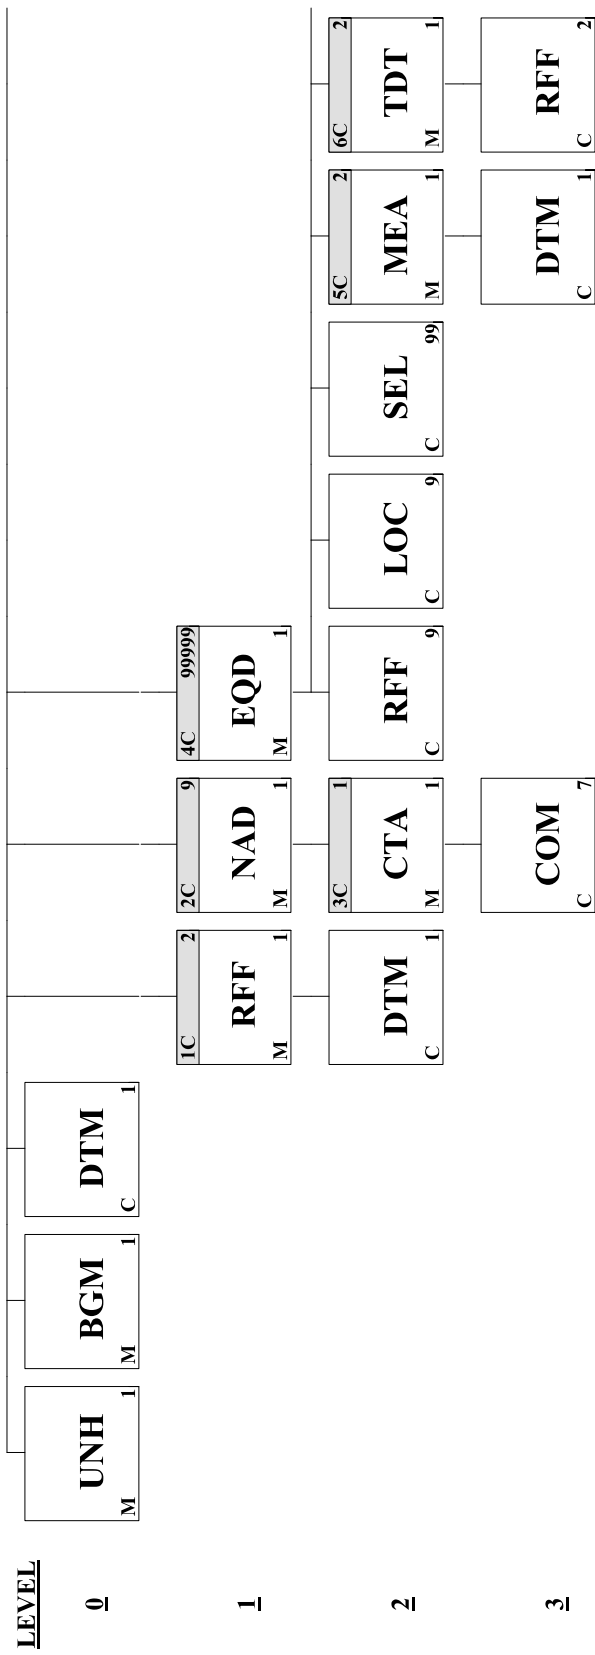 LEVEL
0
UNH
M 1
BGM
M 1
DTM
C 1
1
1C 2
RFF
M 1
2C 9
NAD
M 1
4C 99999
EQD
M 1
2
DTM
C 1
3C 1
CTA
M 1
RFF
C 9
LOC
C 9
SEL
C 99
5C 2
MEA
M 1
6C 2
TDT
M 1
3
COM
C 7
DTM
C 1
RFF
C 2